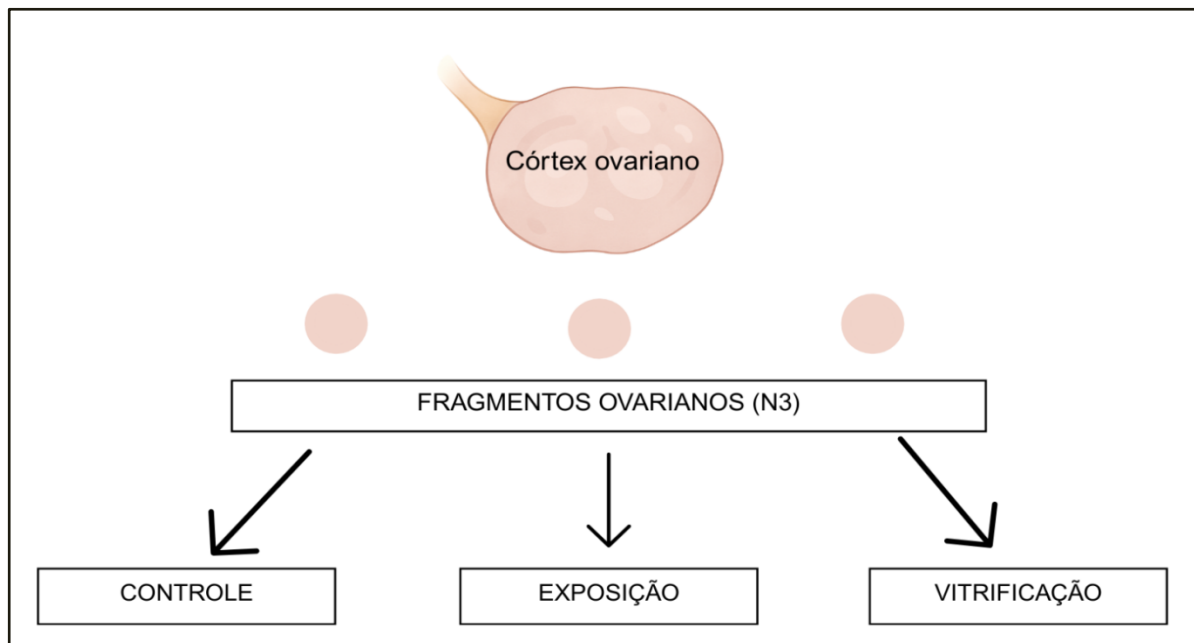 Córtex ovariano
FRAGMENTOS OVARIANOS (N3)
CONTROLE
EXPOSIÇÃO
VITRIFICAÇÃO